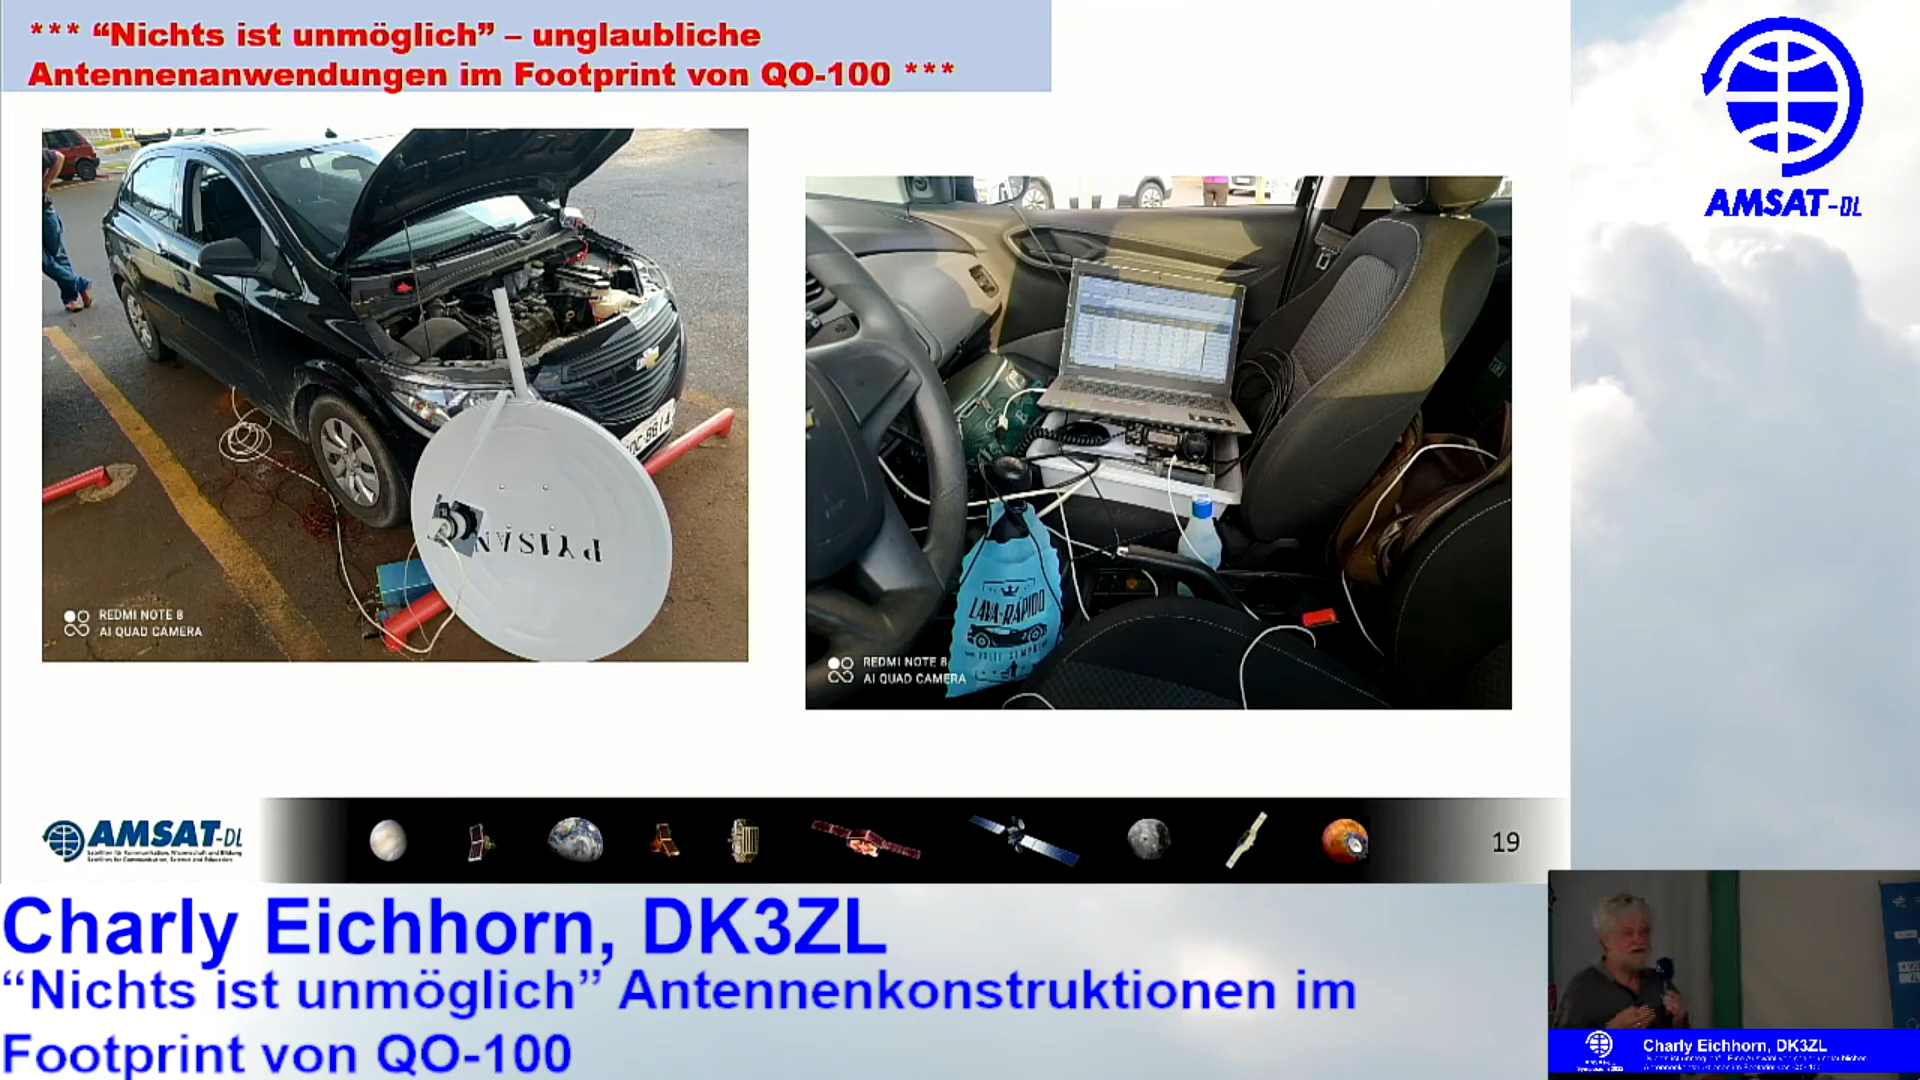 *** “Nichts ist unmöglich” – unglaubliche
Antennenanwendungen im Footprint von QO-100 ***
AMSAT-DL
PY1SAN
REDMI NOTE 8
AI QUAD CAMERA
LAVA-RÁPIDO
REDMI NOTE 8
AI QUAD CAMERA
AMSAT-DL
Satelliten für Kommunikation, Wissenschaft und Bildung
Satellites for Communication, Science and Education
19
Charly Eichhorn, DK3ZL
“Nichts ist unmöglich” Antennenkonstruktionen im
Footprint von QO-100
Charly Eichhorn, DK3ZL